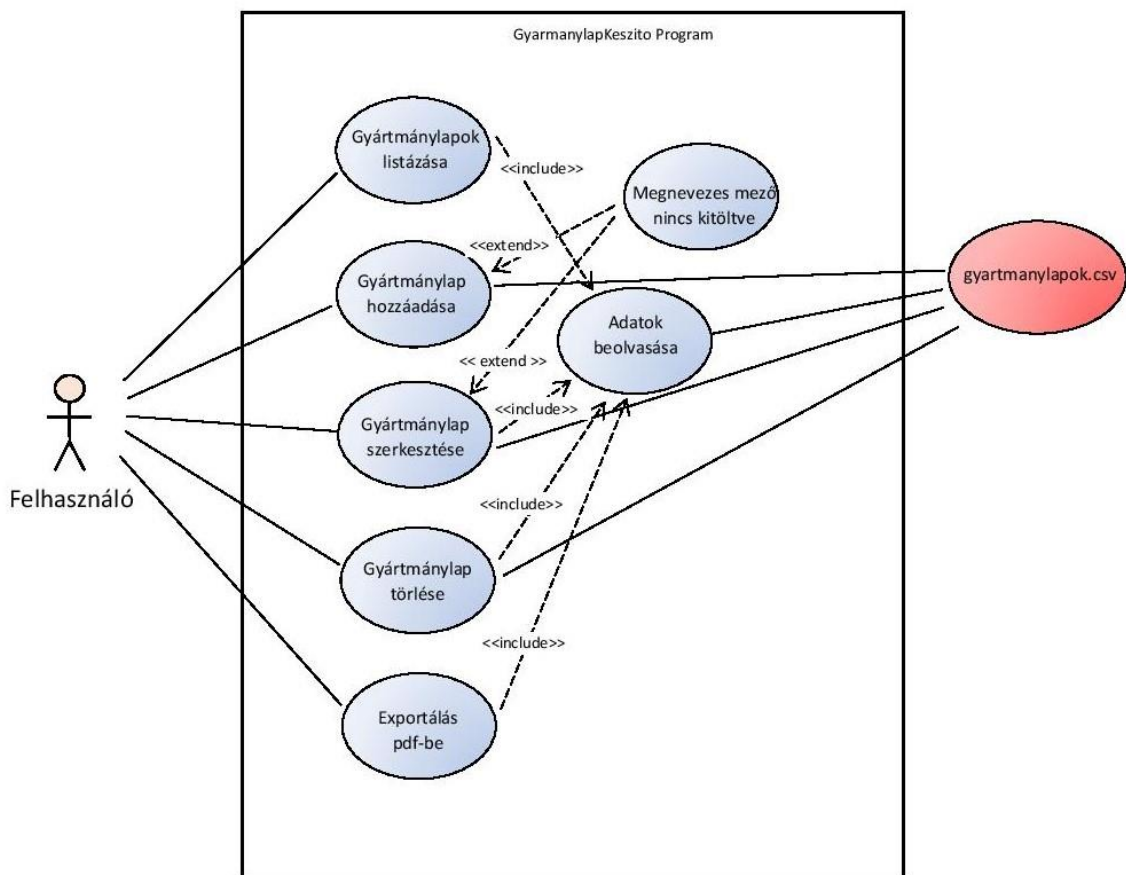 GyarmanylapKeszito Program
Gyártmánylapok
listázása
<<include>>
Megnevezes mező
nincs kitöltve
<<extend>>
Gyártmánylap
hozzáadása
gyartmanylapok.csv
Adatok
beolvasása
<< extend >>
<<include>>
Gyártmánylap
szerkesztése
Felhasználó
<<include>>
Gyártmánylap
törlése
<<include>>
Exportálás
pdf-be